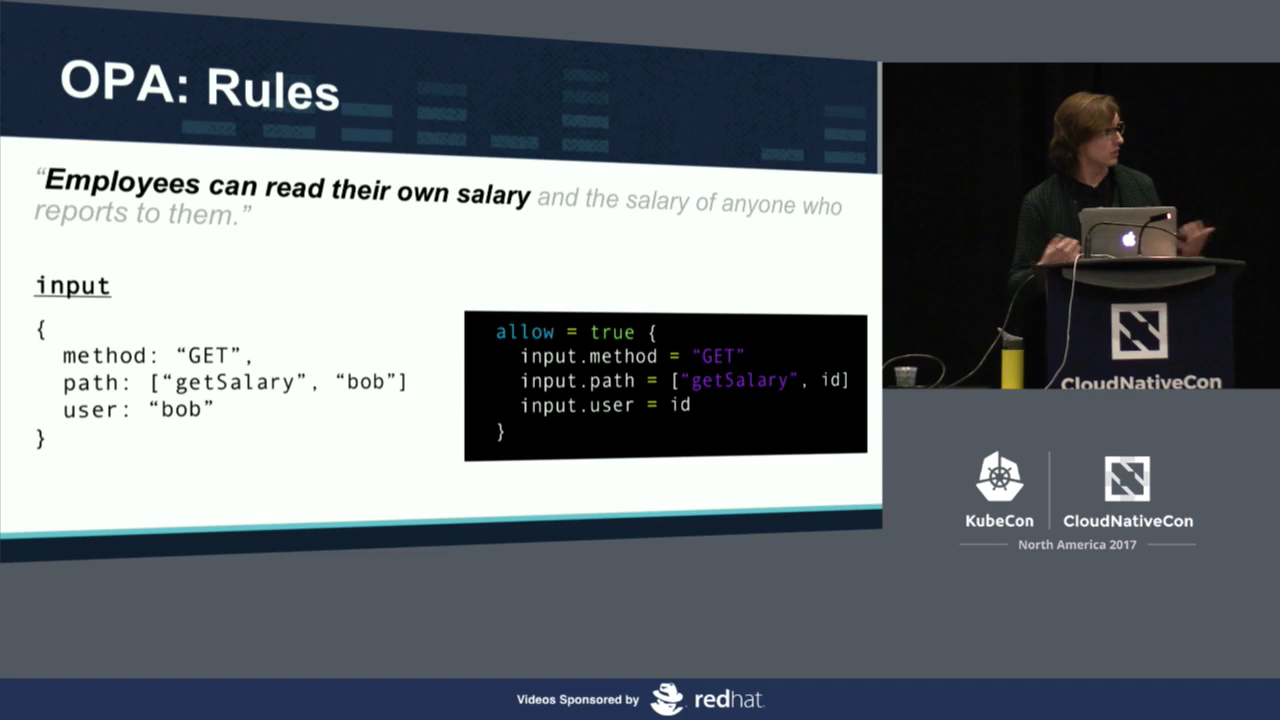 OPA: Rules
“Employees can read their own salary and the salary of anyone who
reports to them.”
input
{
method: “GET”,
path: [“getSalary”, “bob”]
user: “bob”
}
allow = true {
input.method = “GET”
input.path = [“getSalary”, id]
input.user = id
}
CloudNativeCon
KubeCon
CloudNativeCon
North America 2017
Videos Sponsored by
redhat.